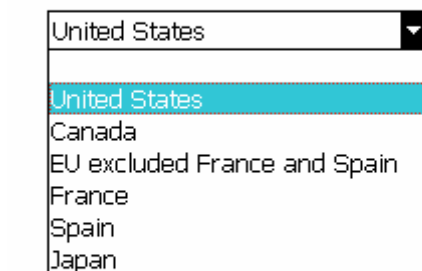 United States
United States
Canada
EU excluded France and Spain
France
Spain
Japan